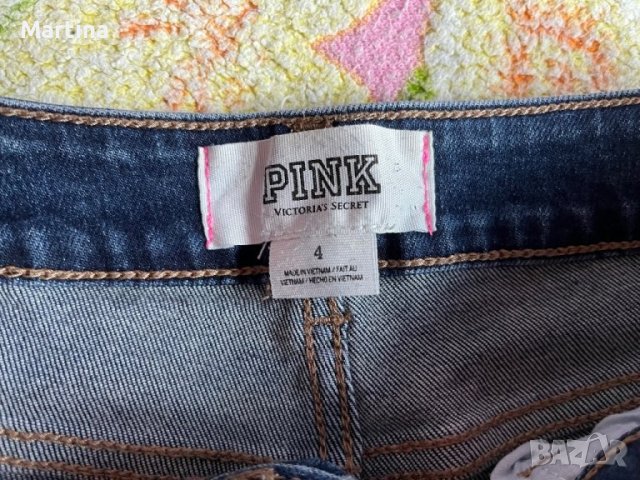 Martina
PINK
VICTORIA'S SECRET
4
MADE IN VIETNAM / FAIT AU
VIETNAM / HECHO EN VIETNAM
BAZAR